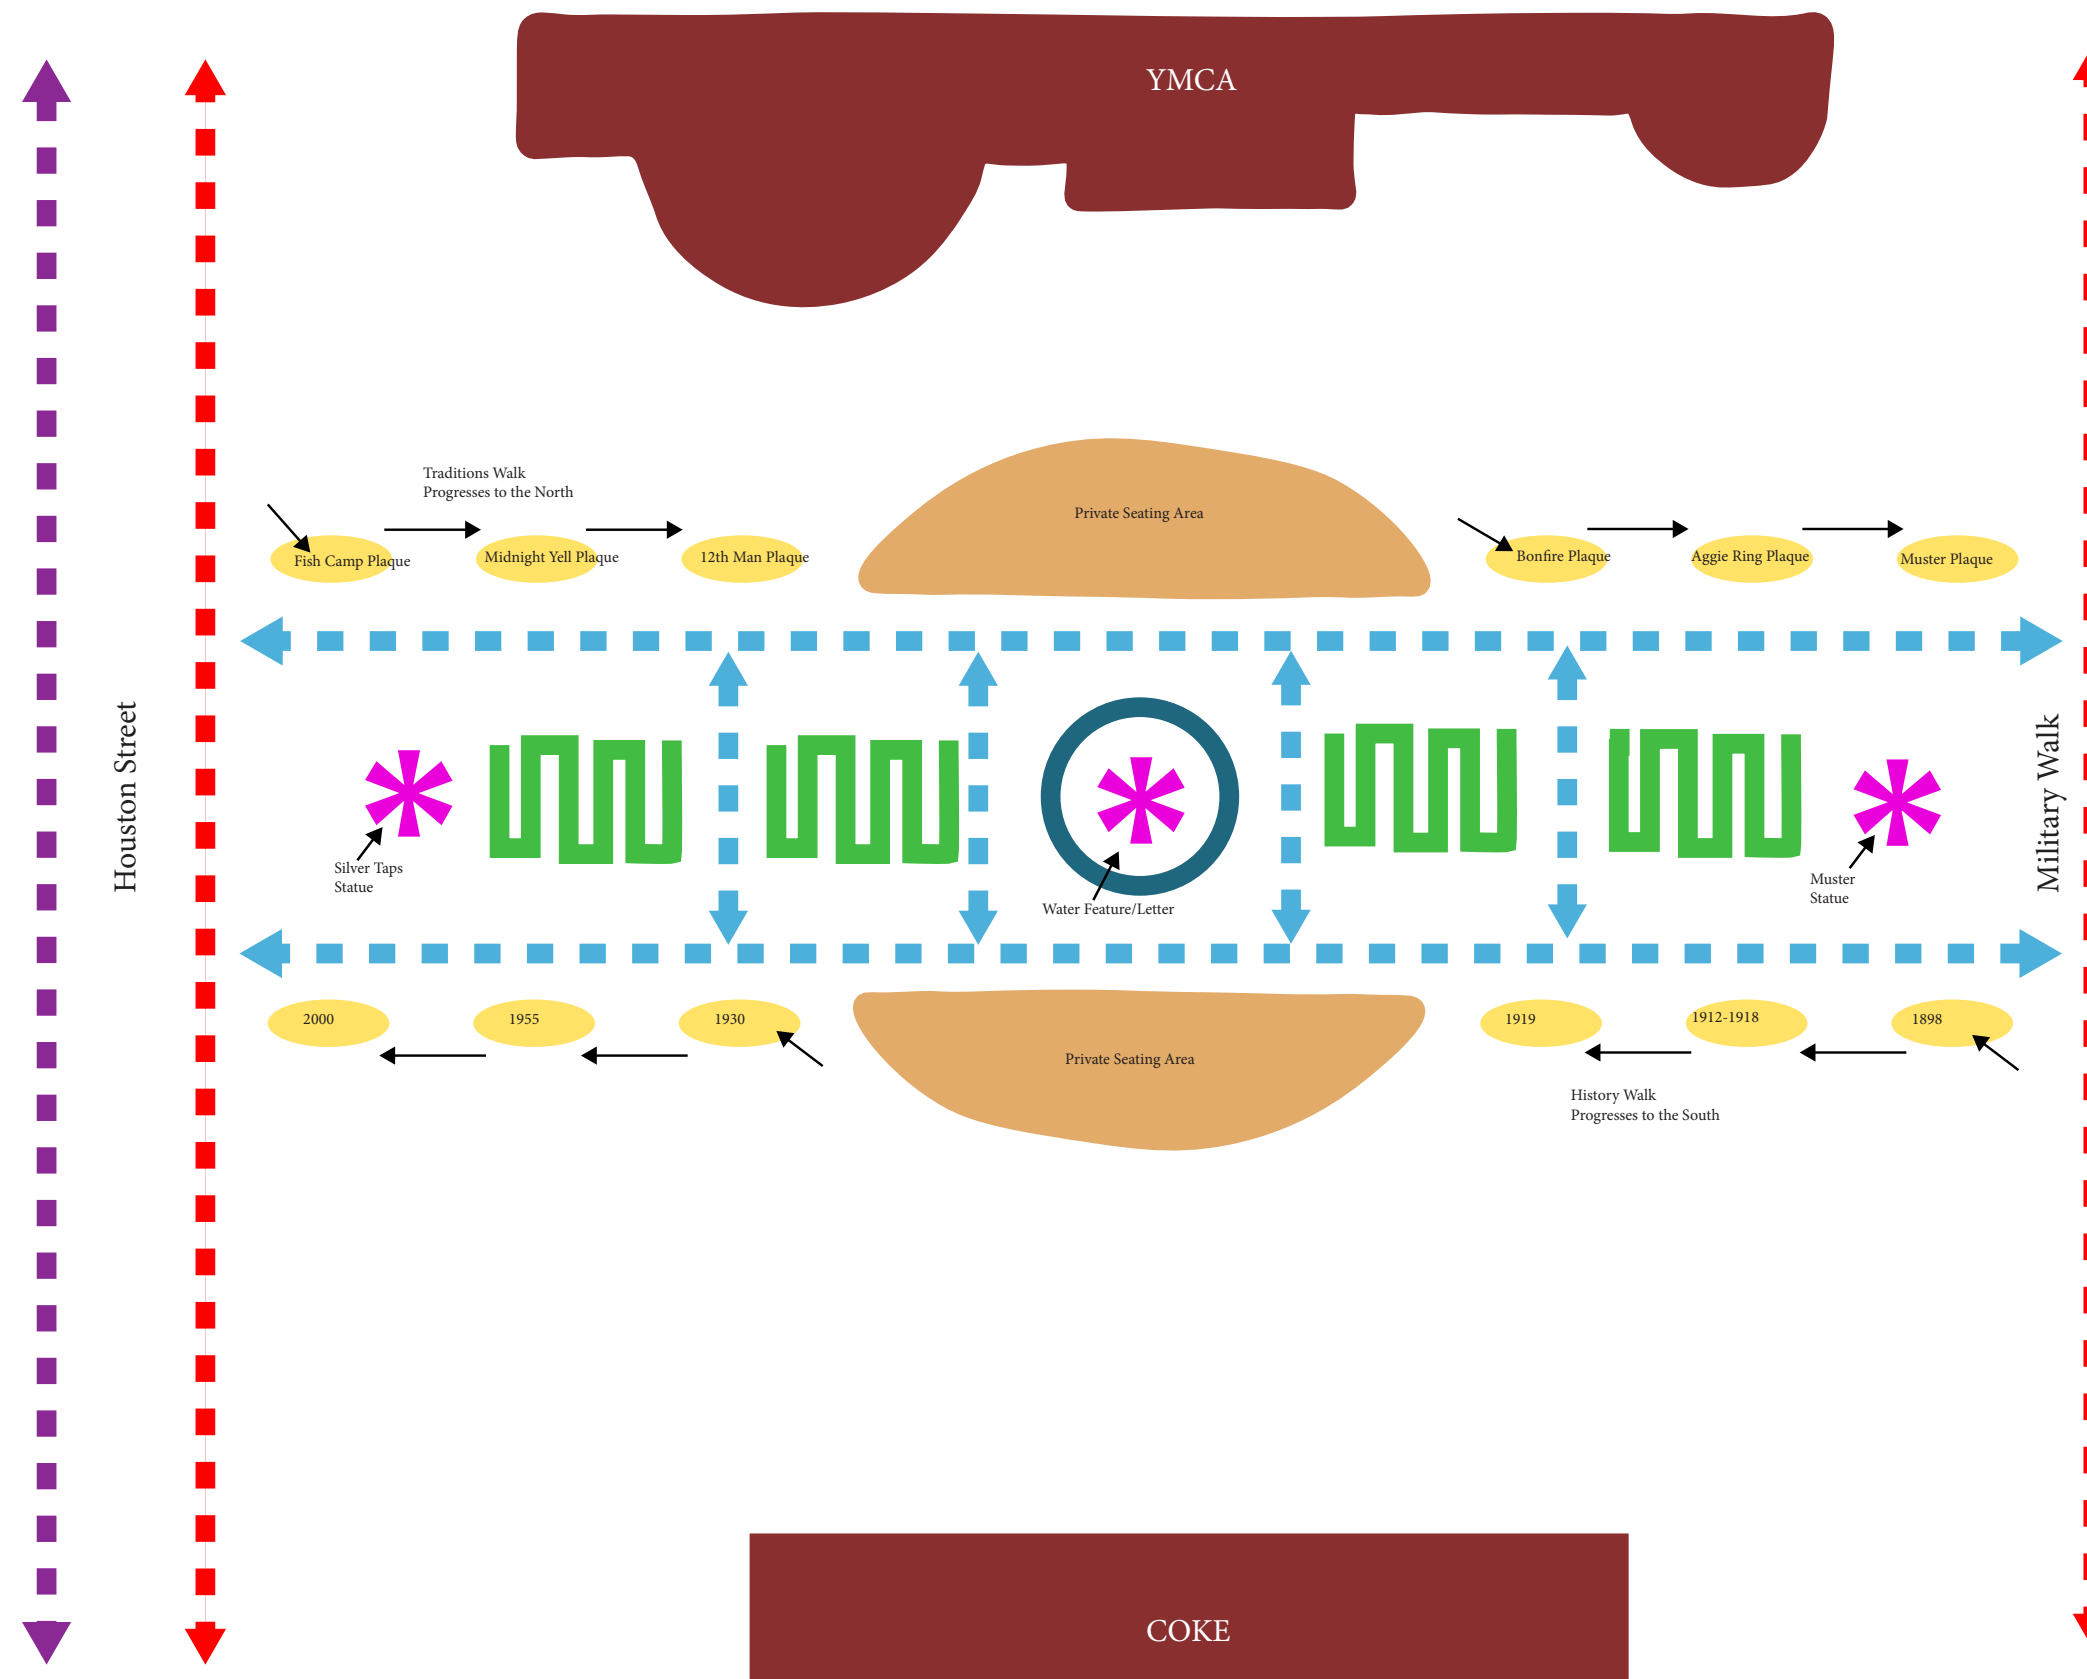 YMCA
Traditions Walk
Progresses to the North
Private Seating Area
Fish Camp Plaque
Midnight Yell Plaque
12th Man Plaque
Bonfire Plaque
Aggie Ring Plaque
Muster Plaque
Houston Street
Military Walk
Silver Taps
Statue
Water Feature/Letter
Muster
Statue
2000
1955
1930
1919
1912-1918
1898
Private Seating Area
History Walk
Progresses to the South
COKE